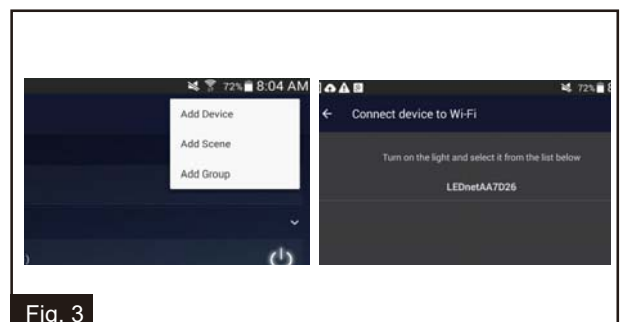 72% 8:04 AM
Add Device
Add Scene
Add Group
)
72% 8
Connect device to Wi-Fi
Turn on the light and select it from the list below
LEDnetAA7D26
Fig. 3